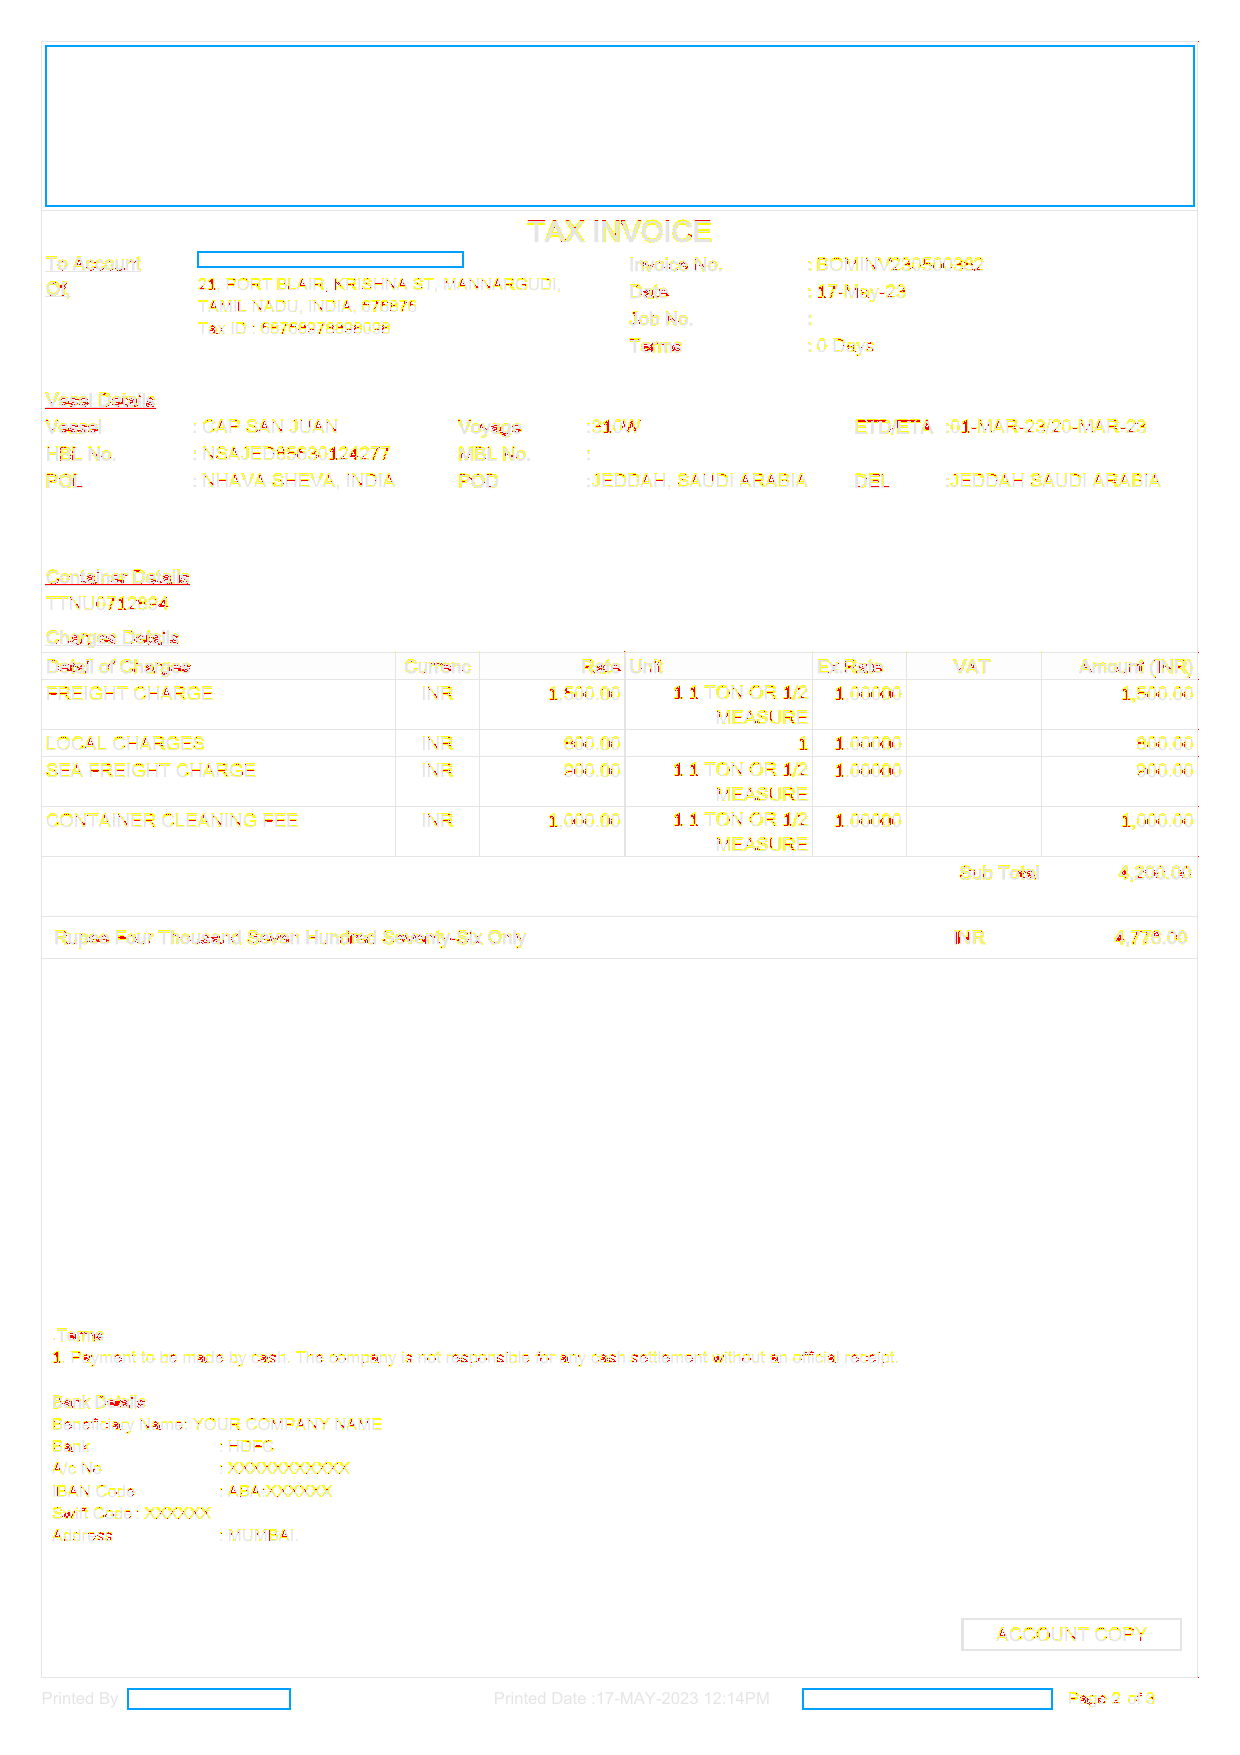 TAX INVOICE
To Account Of
21, PORT BLAIR, KRISHNA ST, MANNARGUDI,
TAMIL NADU, INDIA, 676976
Tax ID :
Invoice No. : BOMINV230500392
Date : 17-May-23
Job No. :
Terms : 0 Days
Vessel Details
Vessel : CAP SAN JUAN Voyage :310W ETD/ETA :01-MAR-23/20-MAR-23
HBL No. : NSAJED65530124277 MBL No. :
POL : NHAVA SHEVA, INDIA POD :JEDDAH, SAUDI ARABIA DEL :JEDDAH SAUDI ARABIA
Container Details
TTNU0712894
Charges Details
Detail of Charges Currenc Rate Unit Ex.Rate VAT Amount (INR)
FREIGHT CHARGE INR 1,500.00 1.1 TON OR 1/2 MEASURE 1.00000 1,500.00
LOCAL CHARGES INR 800.00 1 1.00000 800.00
SEA FREIGHT CHARGE INR 900.00 1.1 TON OR 1/2 MEASURE 1.00000 900.00
CONTAINER CLEANING FEE INR 1,000.00 1.1 TON OR 1/2 MEASURE 1.00000 1,000.00
Sub Total 4,200.00
Rupee Four Thousand Seven Hundred Seventy-Six Only INR 4,776.00
.Terms
1. Payment to be made by cash. The company is not responsible for any cash settlement without an official receipt.
Bank Details
Beneficiary Name: YOUR COMPANY NAME
Bank : HDFC
A/c No : XXXXXXXXXXXX
IBAN Code : ABA:XXXXXX
Swift Code : XXXXXX
Address : MUMBAI.
ACCOUNT COPY
Printed By Printed Date :17-MAY-2023 12:14PM Page 2 of 3